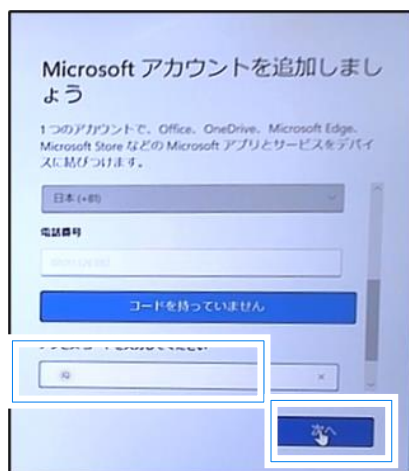 Microsoft アカウントを追加しまし
ょう
1 つのアカウントで、Office、OneDrive、Microsoft Edge、
Microsoft Store などの Microsoft アプリとサービスをデバイ
スに結びつけます。
日本 (+81)
電話番号
コードを持っていません
次へ